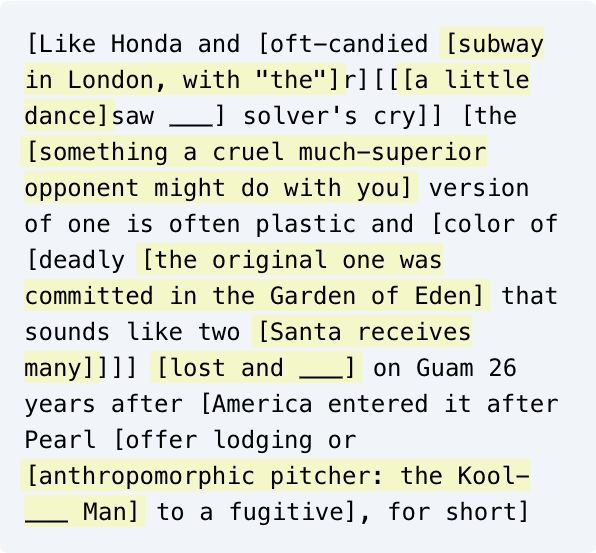 [Like Honda and [oft-candied [subway
in London, with "the"]r][[[a little
dance]saw ___] solver's cry]] [the
[something a cruel much-superior
opponent might do with you] version
of one is often plastic and [color of
[deadly [the original one was
committed in the Garden of Eden] that
sounds like two [Santa receives
many]]]] [lost and ___] on Guam 26
years after [America entered it after
Pearl [offer lodging or
[anthropomorphic pitcher: the Kool-
___ Man] to a fugitive], for short]